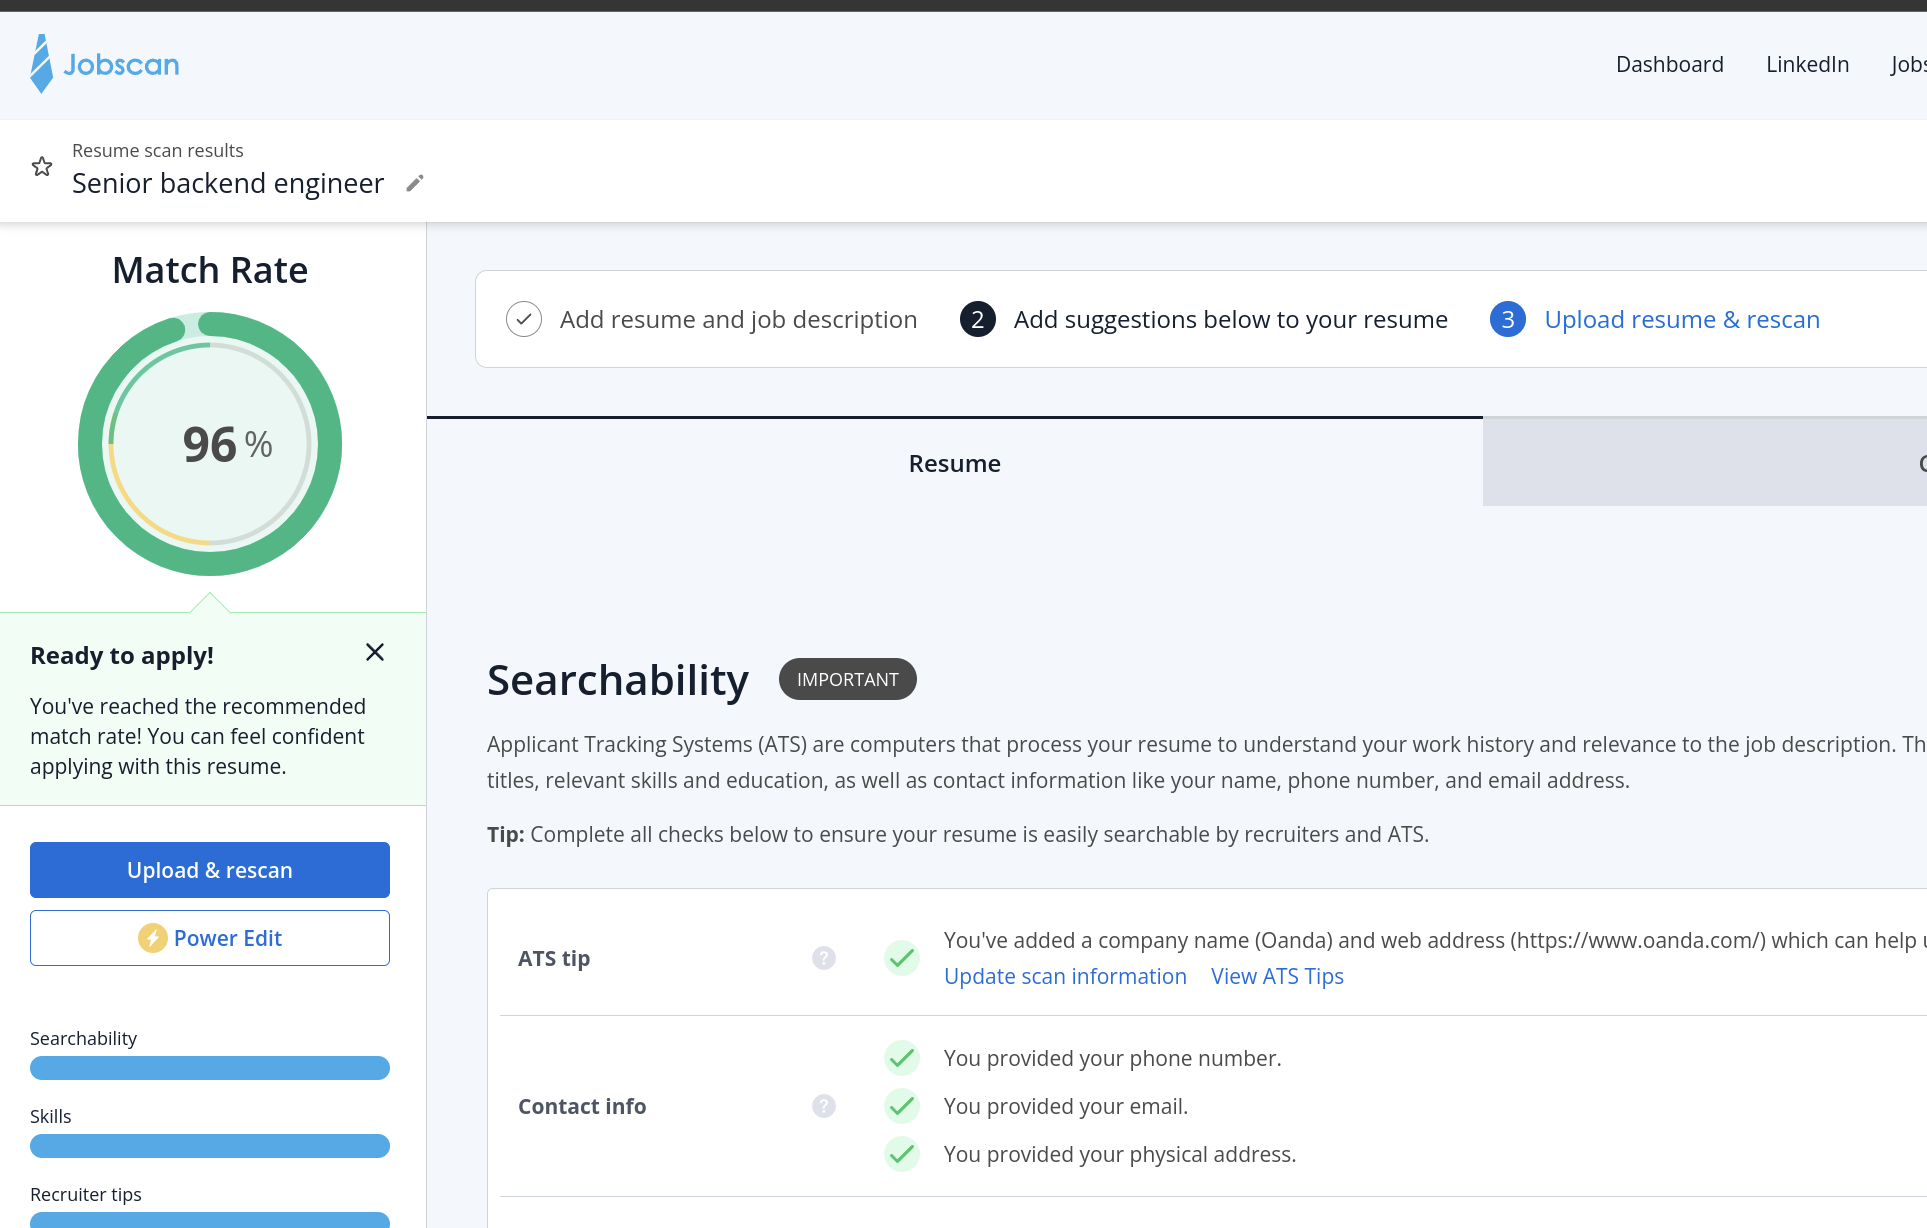 Jobscan
Dashboard
LinkedIn
Resume scan results
Senior backend engineer
Match Rate
96 %
Ready to apply!
You've reached the recommended
match rate! You can feel confident
applying with this resume.
Upload & rescan
Power Edit
Searchability
Skills
Recruiter tips
Add resume and job description
2 Add suggestions below to your resume
3 Upload resume & rescan
Resume
Searchability
IMPORTANT
Applicant Tracking Systems (ATS) are computers that process your resume to understand your work history and relevance to the job description.
titles, relevant skills and education, as well as contact information like your name, phone number, and email address.
Tip: Complete all checks below to ensure your resume is easily searchable by recruiters and ATS.
ATS tip
?
You've added a company name (Oanda) and web address (https://www.oanda.com/) which can help
Update scan information
View ATS Tips
Contact info
?
You provided your phone number.
You provided your email.
You provided your physical address.